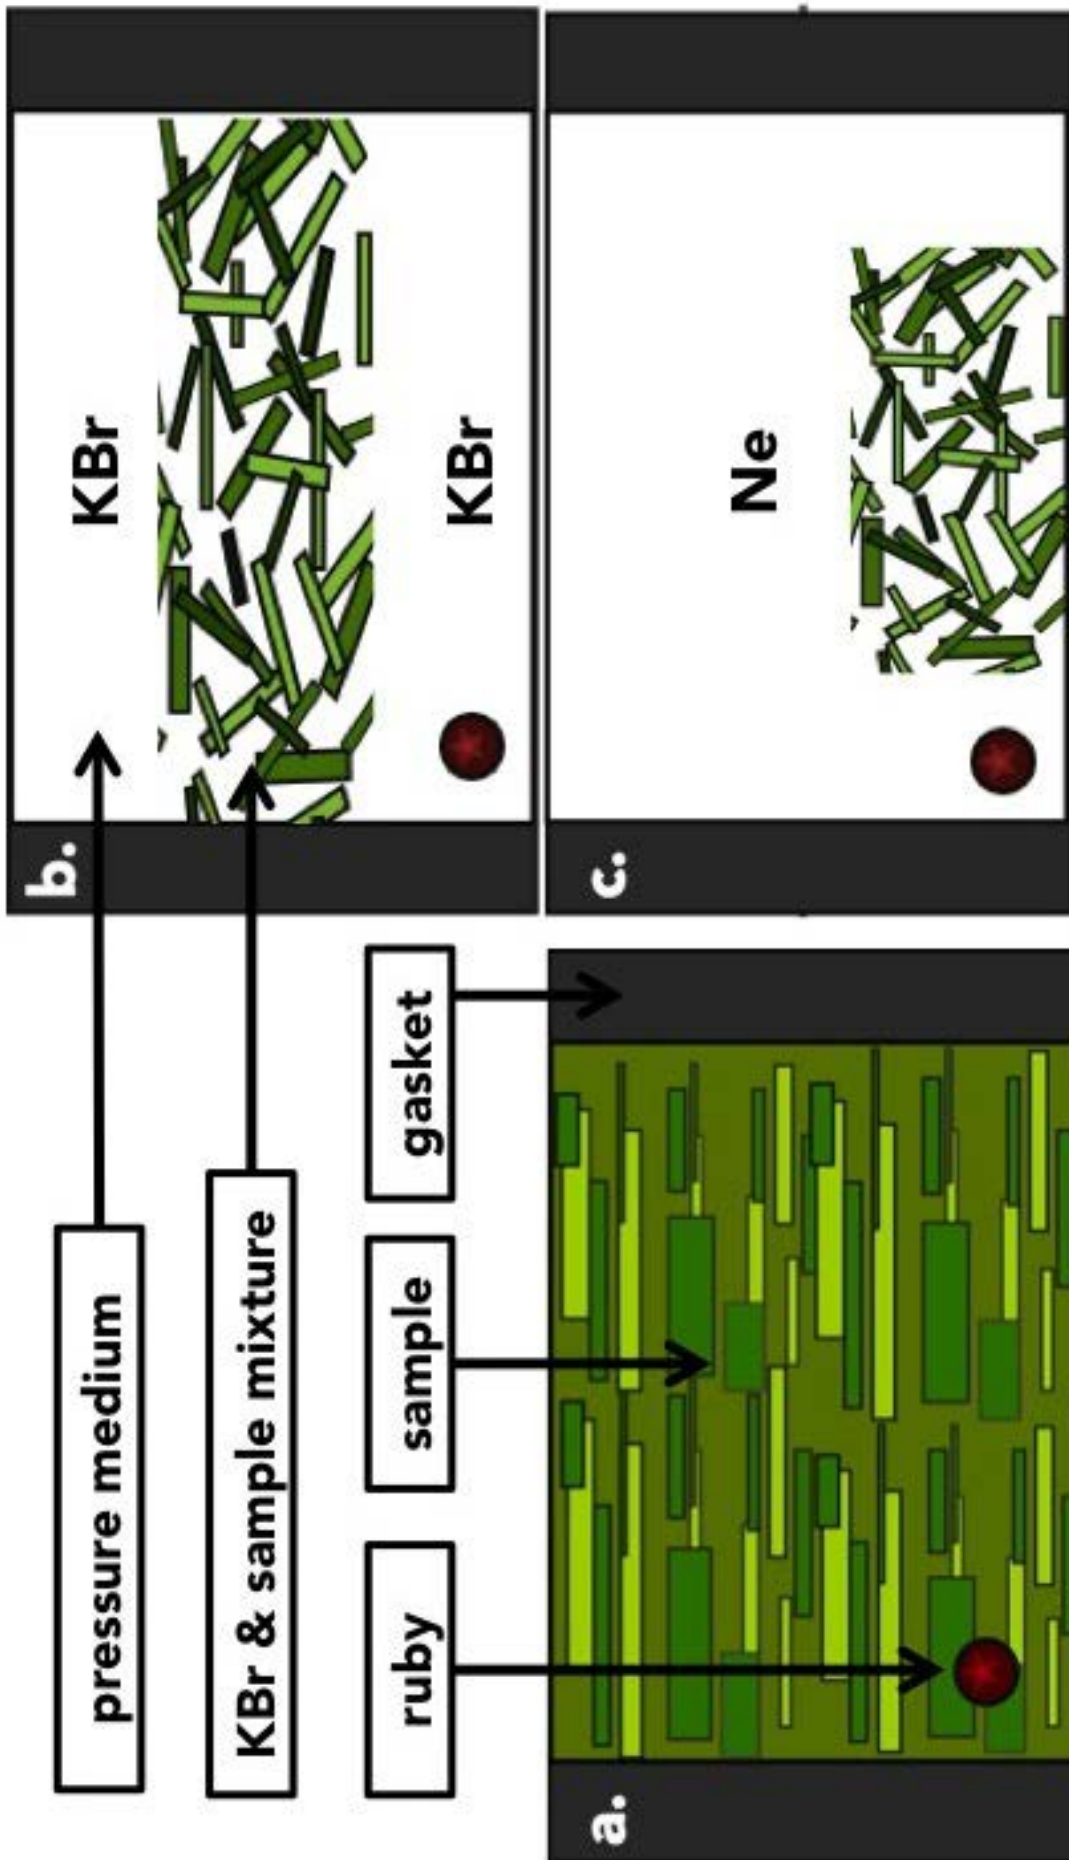 pressure medium
KBr & sample mixture
ruby
sample
gasket
a.
b.
KBr
KBr
c.
Ne